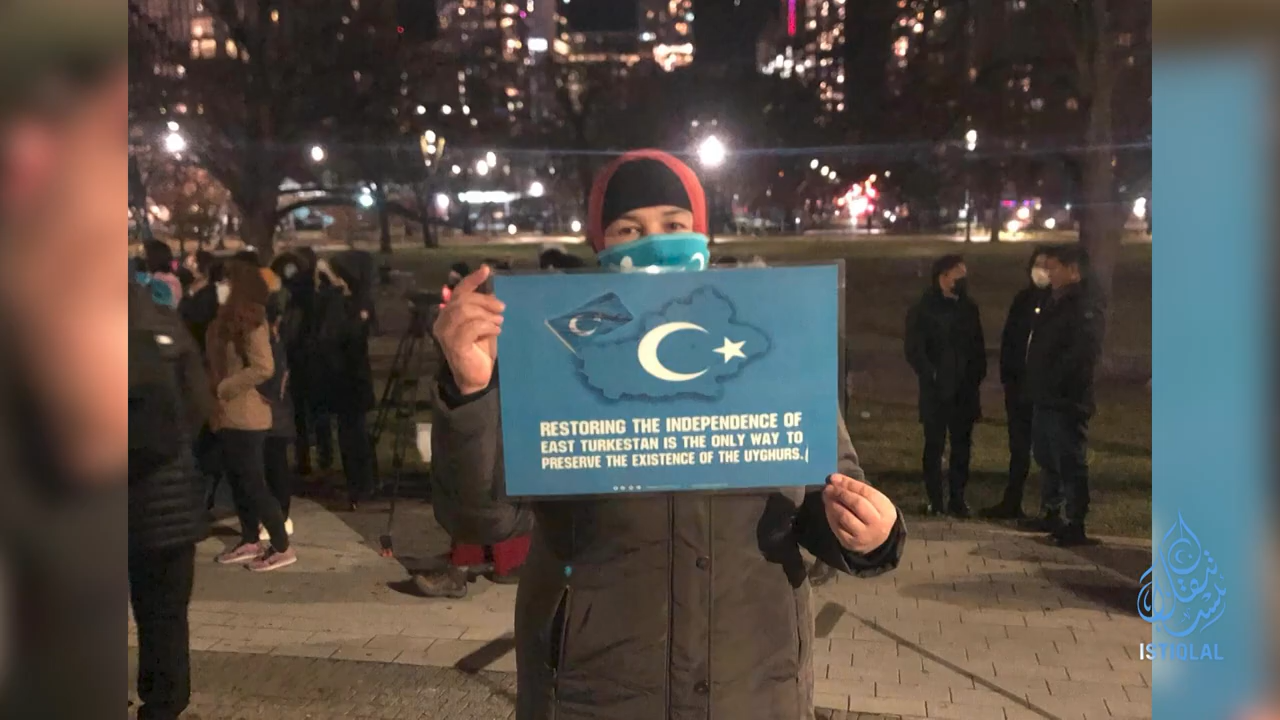 RESTORING THE INDEPENDENCE OF
EAST TURKESTAN IS THE ONLY WAY TO
PRESERVE THE EXISTENCE OF THE UYGHURS.
ISTIQLAL